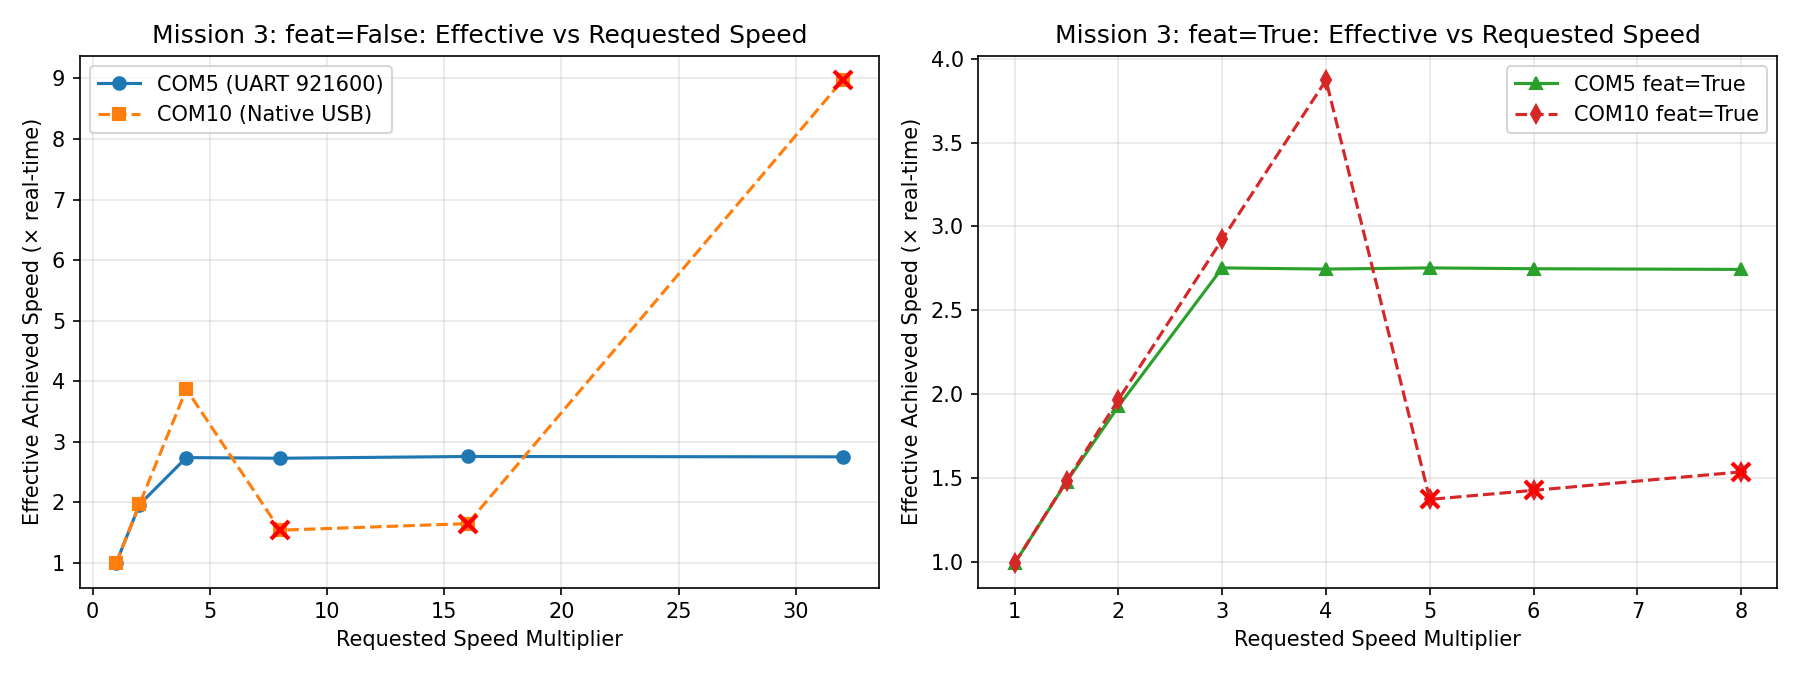 Mission 3: feat=False: Effective vs Requested Speed
COM5 (UART 921600)
COM10 (Native USB)
Effective Achieved Speed (× real-time)
9
8
7
6
5
4
3
2
1
0 5 10 15 20 25 30
Requested Speed Multiplier
Mission 3: feat=True: Effective vs Requested Speed
COM5 feat=True
COM10 feat=True
Effective Achieved Speed (× real-time)
4.0
3.5
3.0
2.5
2.0
1.5
1.0
1 2 3 4 5 6 7 8
Requested Speed Multiplier